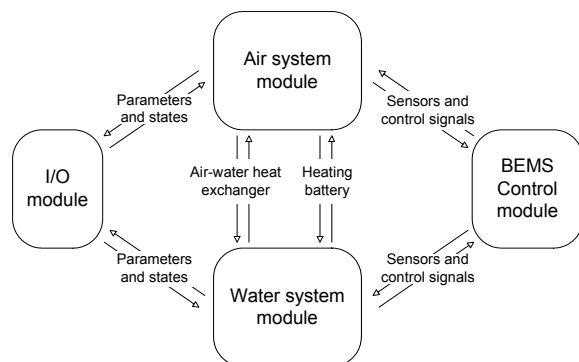 Air system
module
Parameters
and states
Sensors and
control signals
I/O
module
Air-water heat
exchanger
Heating
battery
BEMS
Control
module
Parameters
and states
Sensors and
control signals
Water system
module